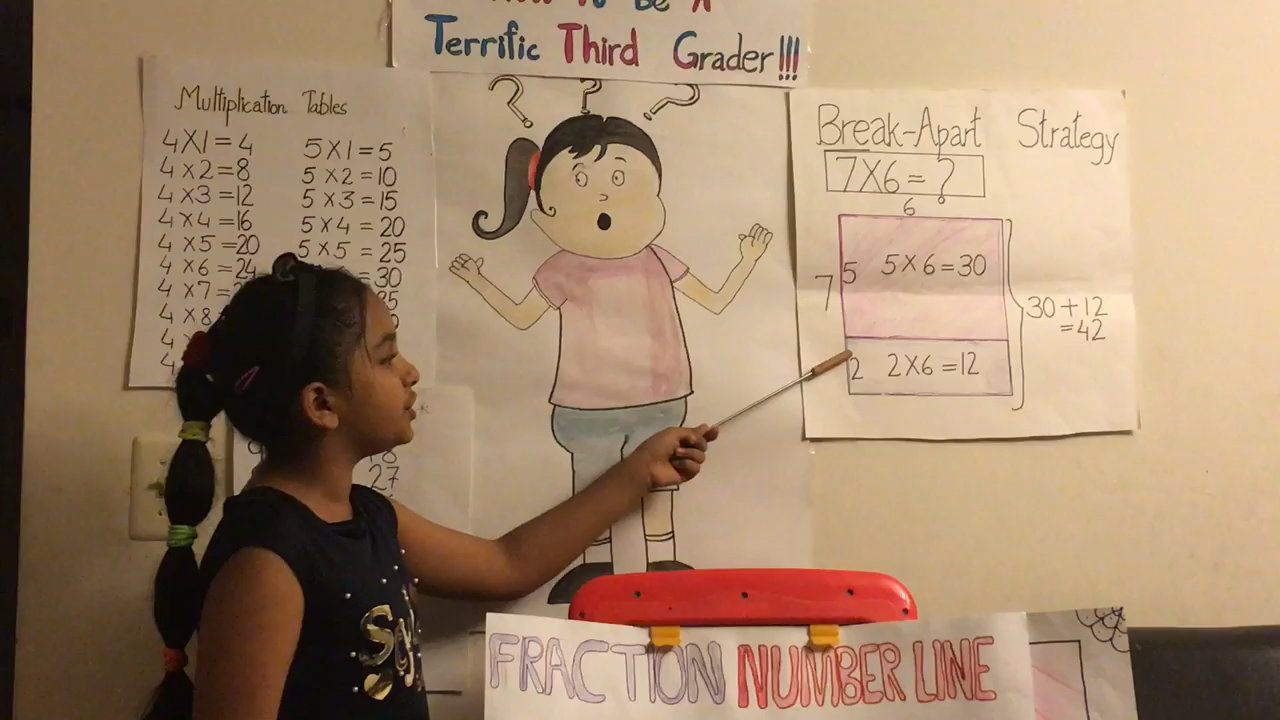 Be A
Terrific Third Grader!!!
Multiplication Tables
4X1=4
4X2=8
4X3=12
4X4=16
4X5=20
4X6=24
4X7=
4X8
5X1=5
5X2=10
5X3=15
5X4=20
5X5=25
=30
27
? ? ?
Break-Apart Strategy
7X6=?
6
7
5 5X6=30
2 2X6=12
30+12
=42
FRACTION NUMBER LINE